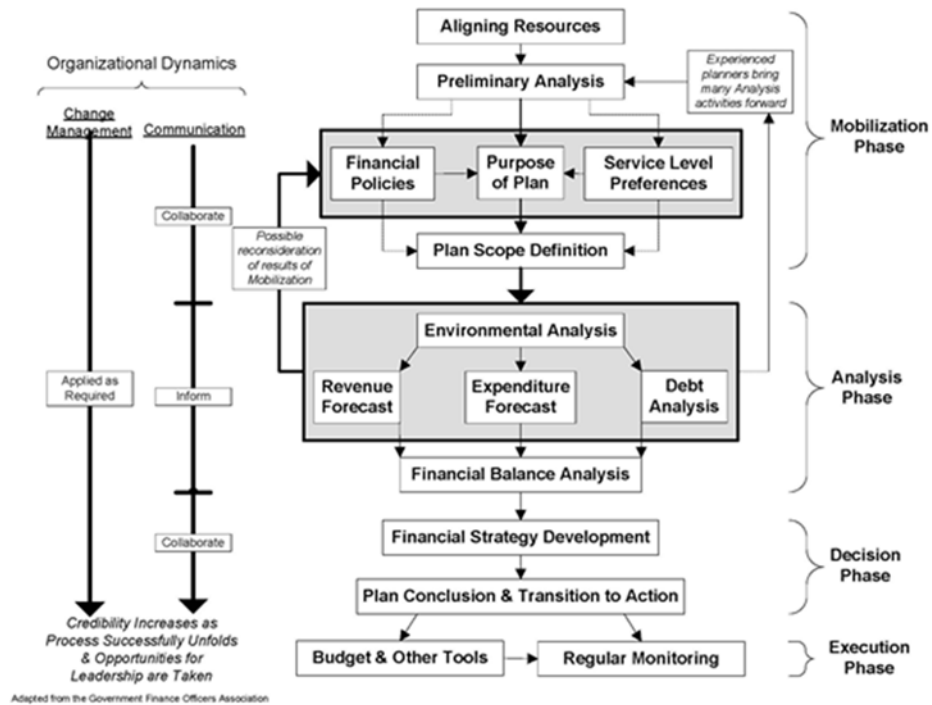 Organizational Dynamics
Change
Management
Communication
Collaborate
Applied as
Required
Inform
Collaborate
Credibility Increases as
Process Successfully Unfolds
& Opportunities for
Leadership are Taken
Adapted from the Government Finance Officers Association
Aligning Resources
Preliminary Analysis
Experienced
planners bring
many Analysis
activities forward
Financial
Policies
Purpose
of Plan
Service Level
Preferences
Possible
reconsideration
of results of
Mobilization
Plan Scope Definition
Environmental Analysis
Revenue
Forecast
Expenditure
Forecast
Debt
Analysis
Financial Balance Analysis
Financial Strategy Development
Plan Conclusion & Transition to Action
Budget & Other Tools
Regular Monitoring
Mobilization
Phase
Analysis
Phase
Decision
Phase
Execution
Phase